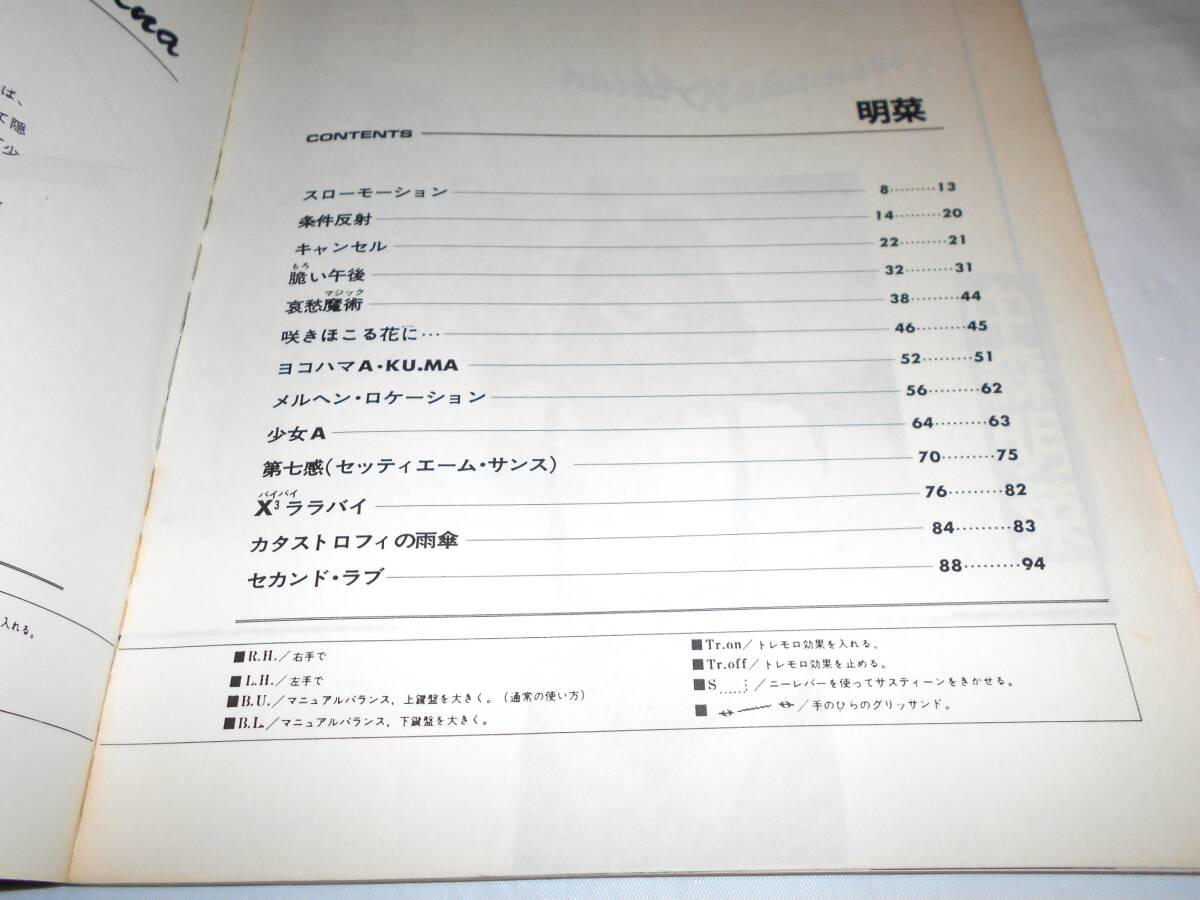 ば、
て隠
少
入れる。
明菜
CONTENTS
スローモーション 8………13
条件反射 14………20
キャンセル 22………21
もろ
脆い午後 32………31
マジック
哀愁魔術 38………44
咲きほこる花に… 46………45
ヨコハマA・KU.MA 52………51
メルヘン・ロケーション 56………62
少女A 64………63
第七感(セッティエーム・サンス) 70………75
バイバイ
X³ララバイ 76………82
カタストロフィの雨傘 84………83
セカンド・ラブ 88………94
■R.H./右手で
■L.H./左手で
■B.U./マニュアルバランス,上鍵盤を大きく。(通常の使い方)
■B.L./マニュアルバランス,下鍵盤を大きく。
■Tr.on/トレモロ効果を入れる。
■Tr.off/トレモロ効果を止める。
■S……/ニーレバーを使ってサスティーンをきかせる。
■/手のひらのグリッサンド。